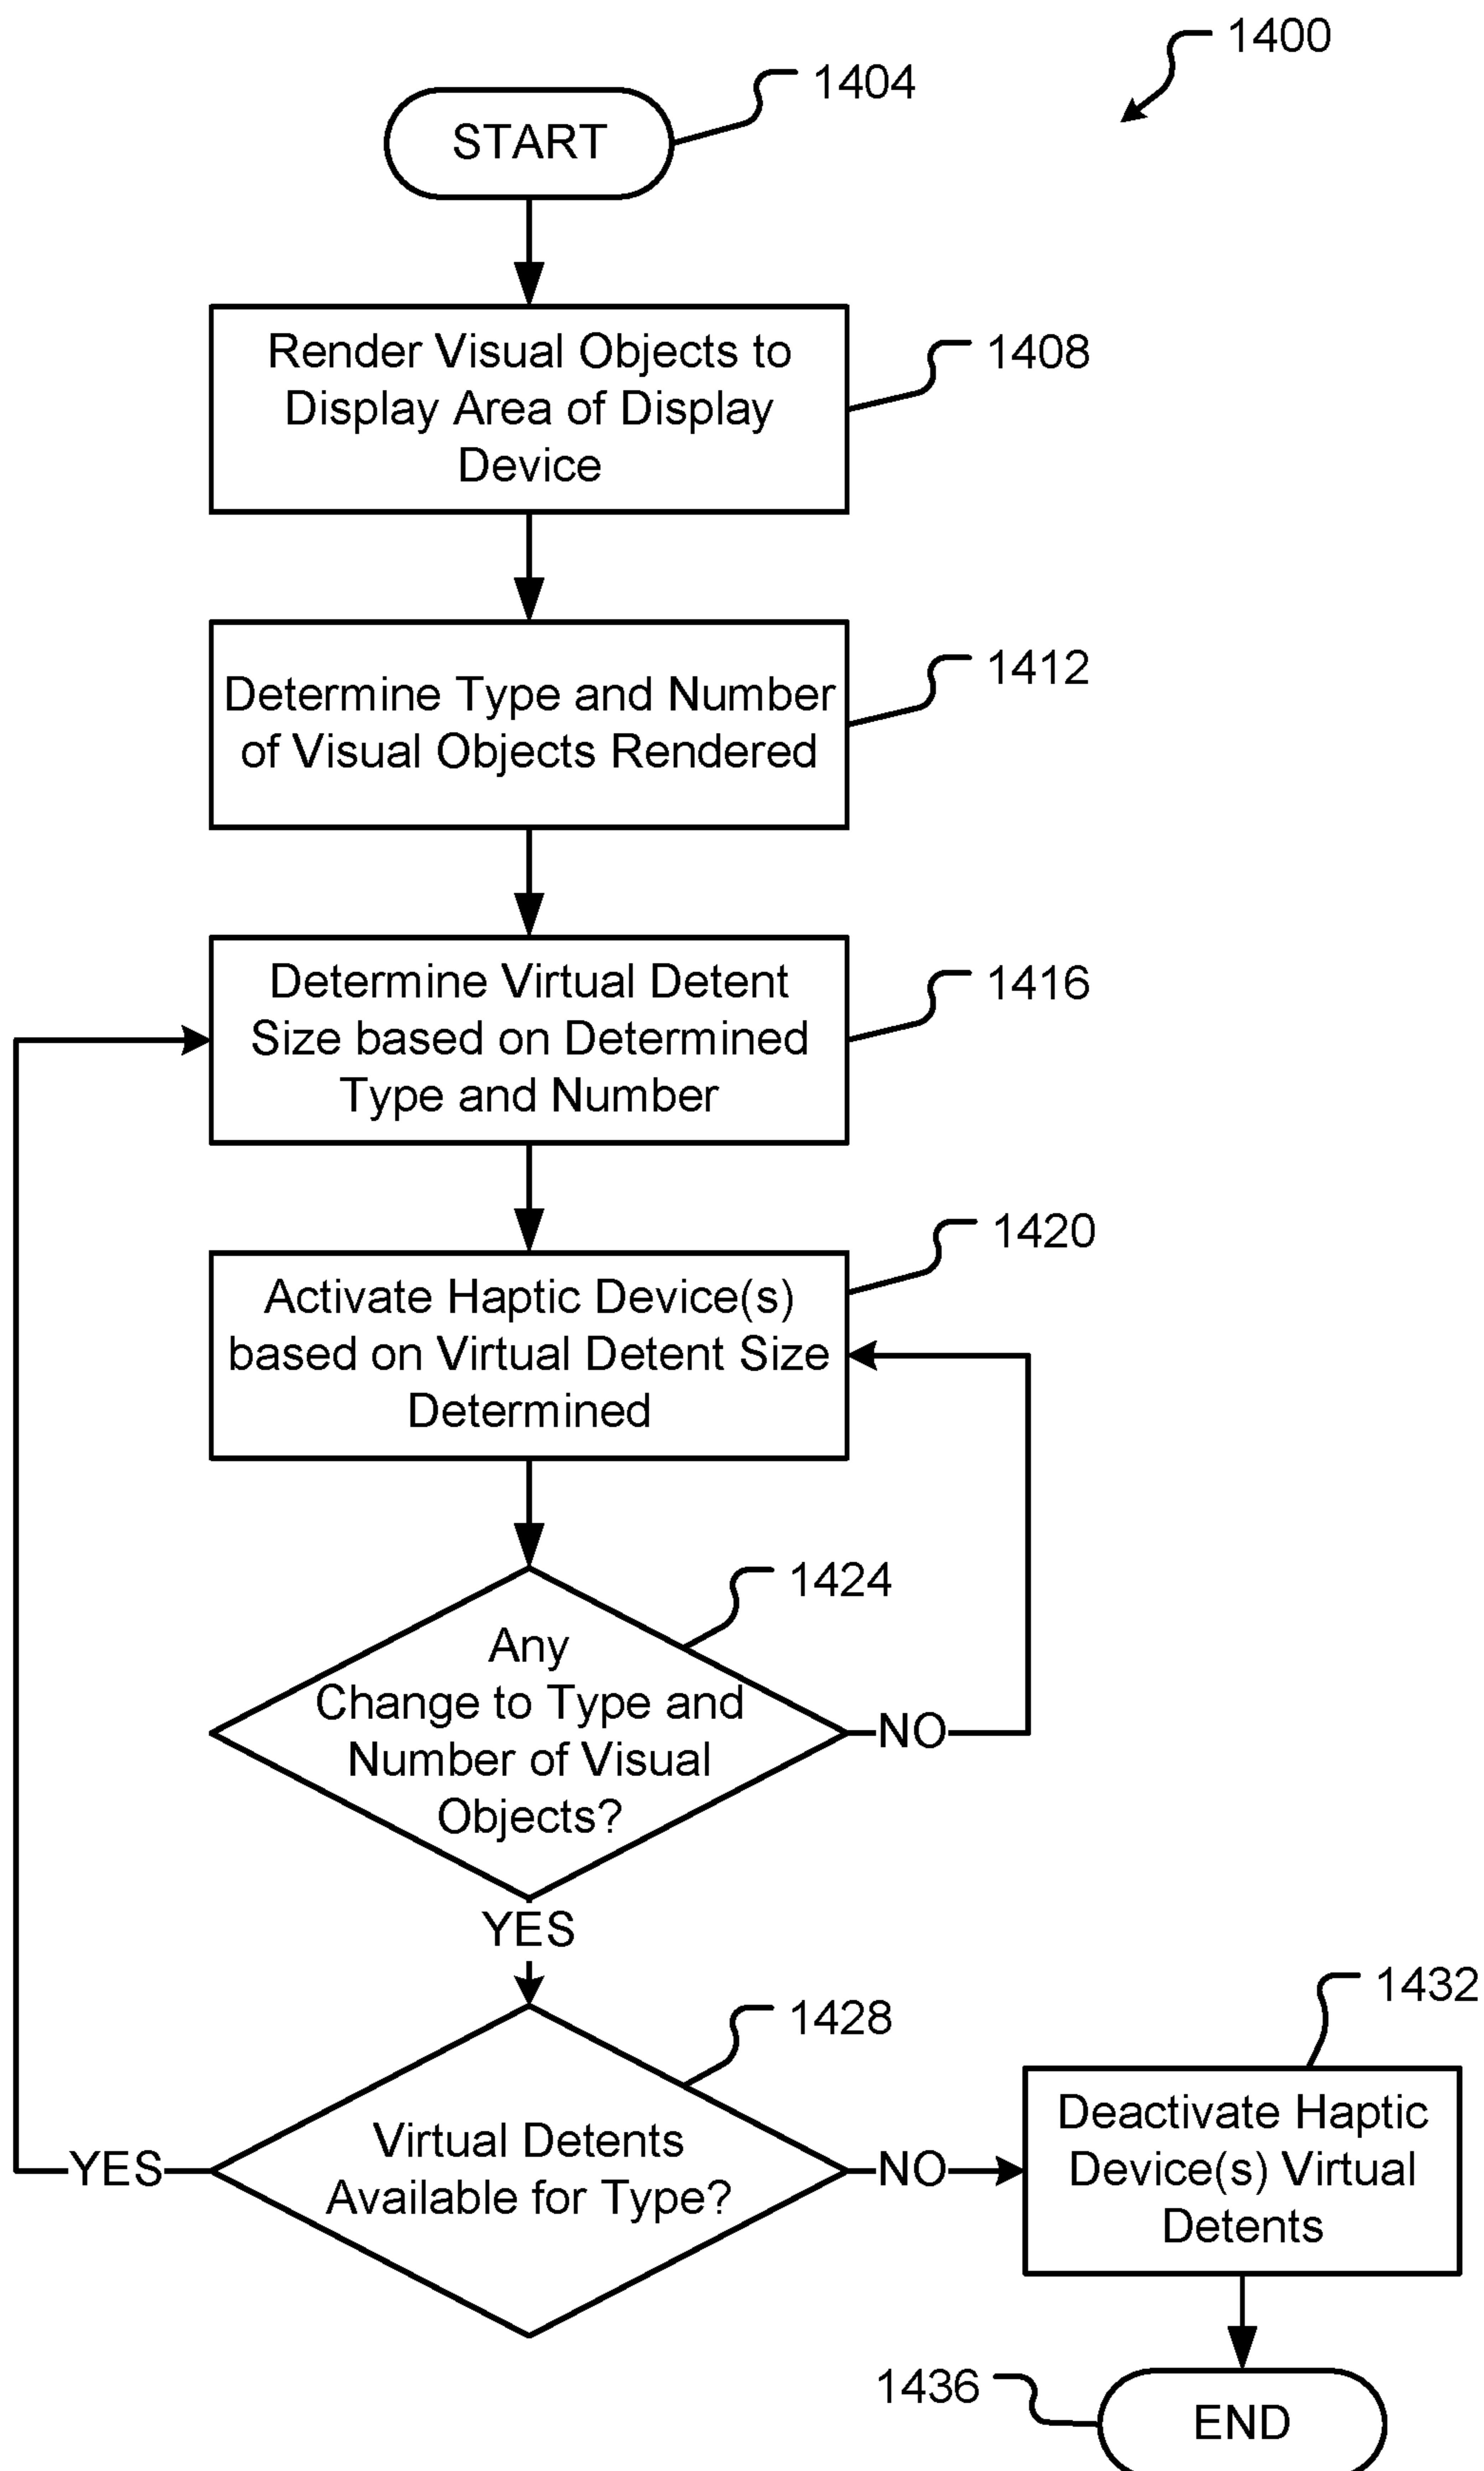 1400
1404
START
Render Visual Objects to
Display Area of Display
Device
1408
Determine Type and Number
of Visual Objects Rendered
1412
Determine Virtual Detent
Size based on Determined
Type and Number
1416
1420
Activate Haptic Device(s)
based on Virtual Detent Size
Determined
1424
Any
Change to Type and
Number of Visual
Objects?
NO
YES
1428
Virtual Detents
Available for Type?
YES
NO
1432
Deactivate Haptic
Device(s) Virtual
Detents
1436
END